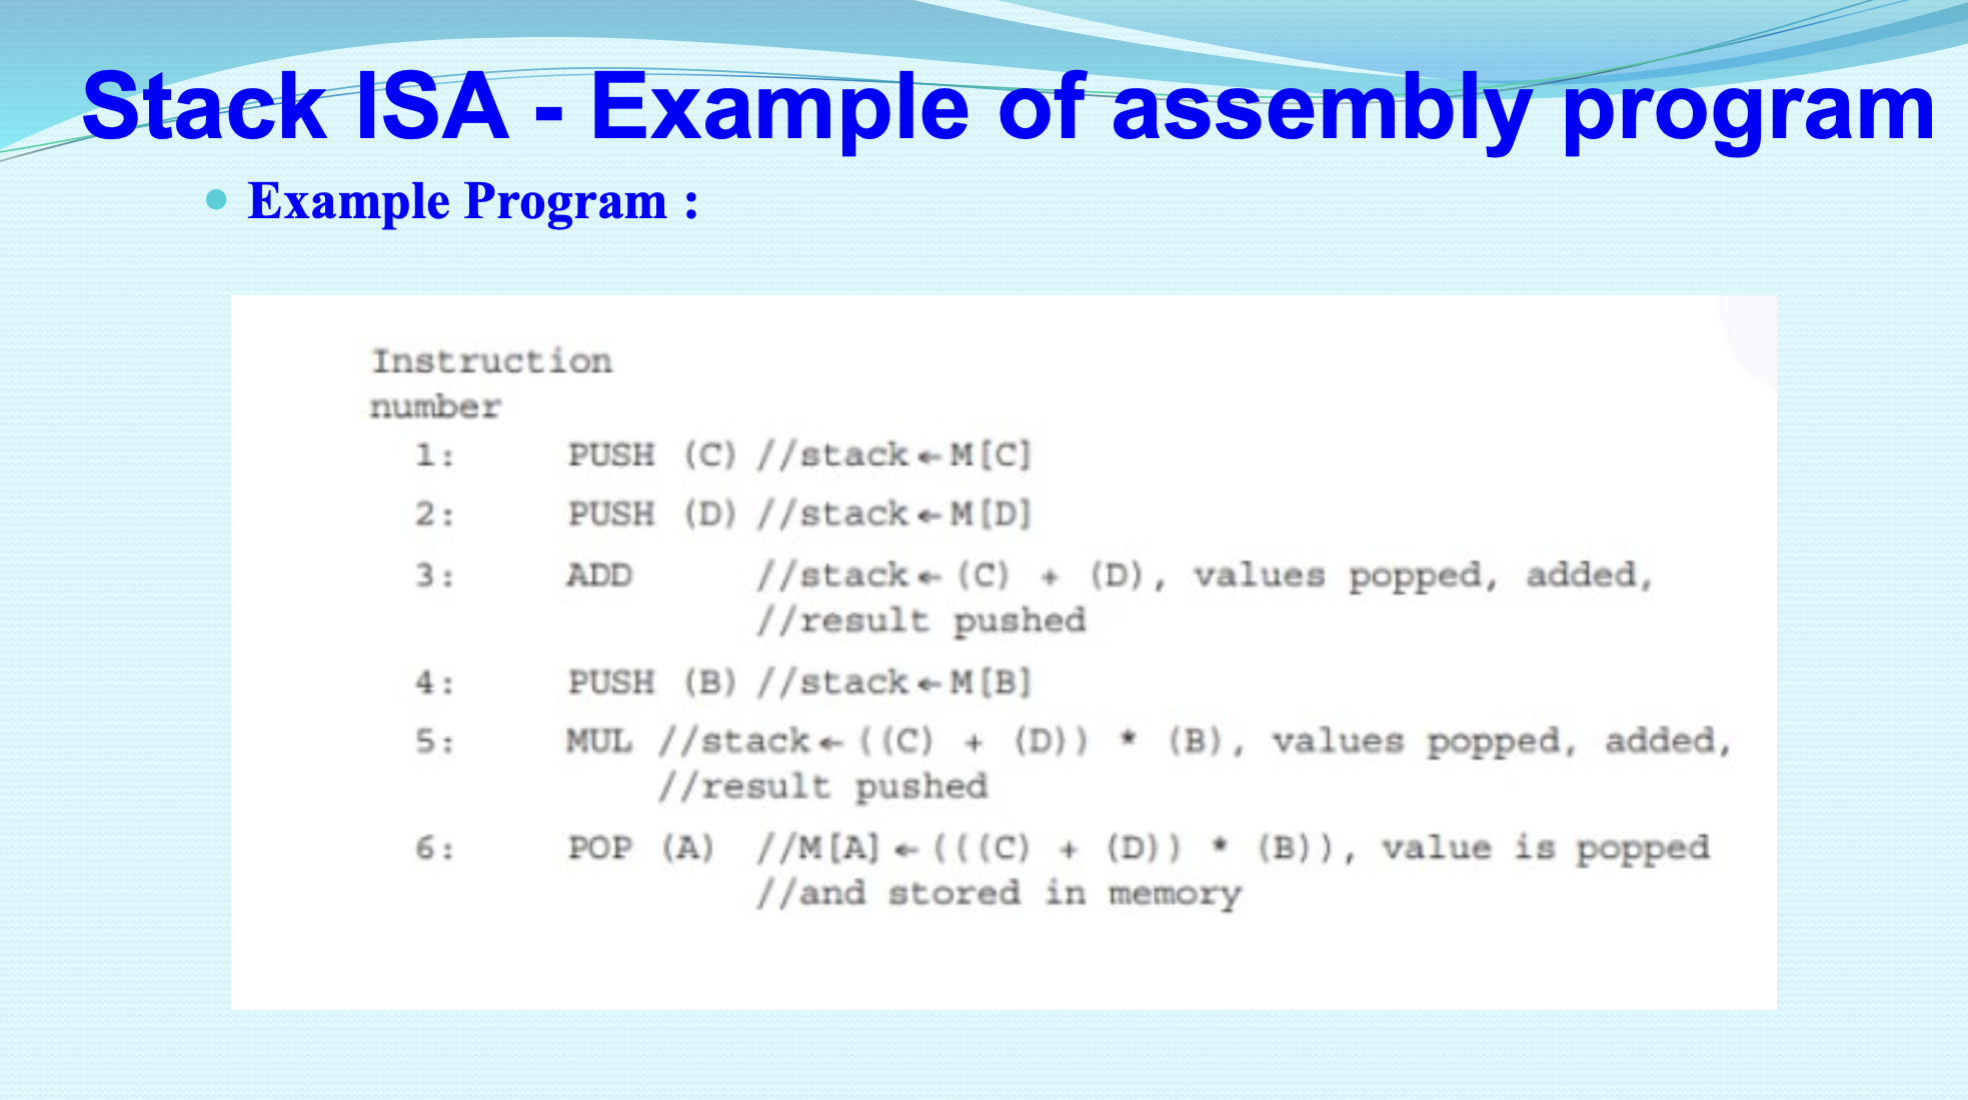 Stack ISA - Example of assembly program
Example Program :
Instruction
number
1: PUSH (C) //stack←M[C]
2: PUSH (D) //stack←M[D]
3: ADD //stack←(C) + (D), values popped, added,
//result pushed
4: PUSH (B) //stack←M[B]
5: MUL //stack←((C) + (D)) * (B), values popped, added,
//result pushed
6: POP (A) //M[A]←(((C) + (D)) * (B)), value is popped
//and stored in memory